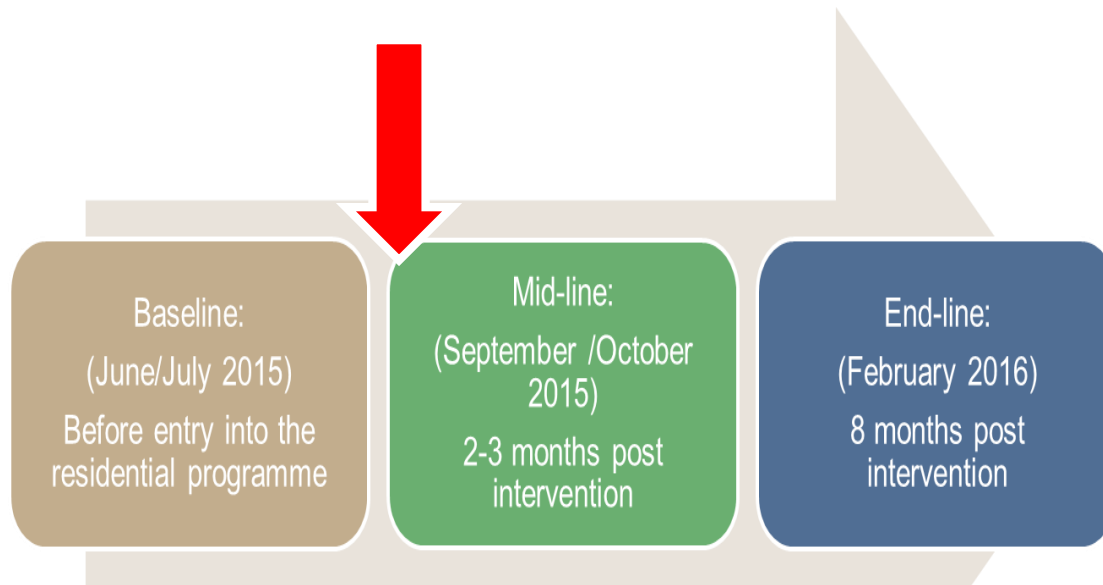 Baseline:
(June/July 2015)
Before entry into the
residential programme
Mid-line:
(September /October
2015)
2-3 months post
intervention
End-line:
(February 2016)
8 months post
intervention